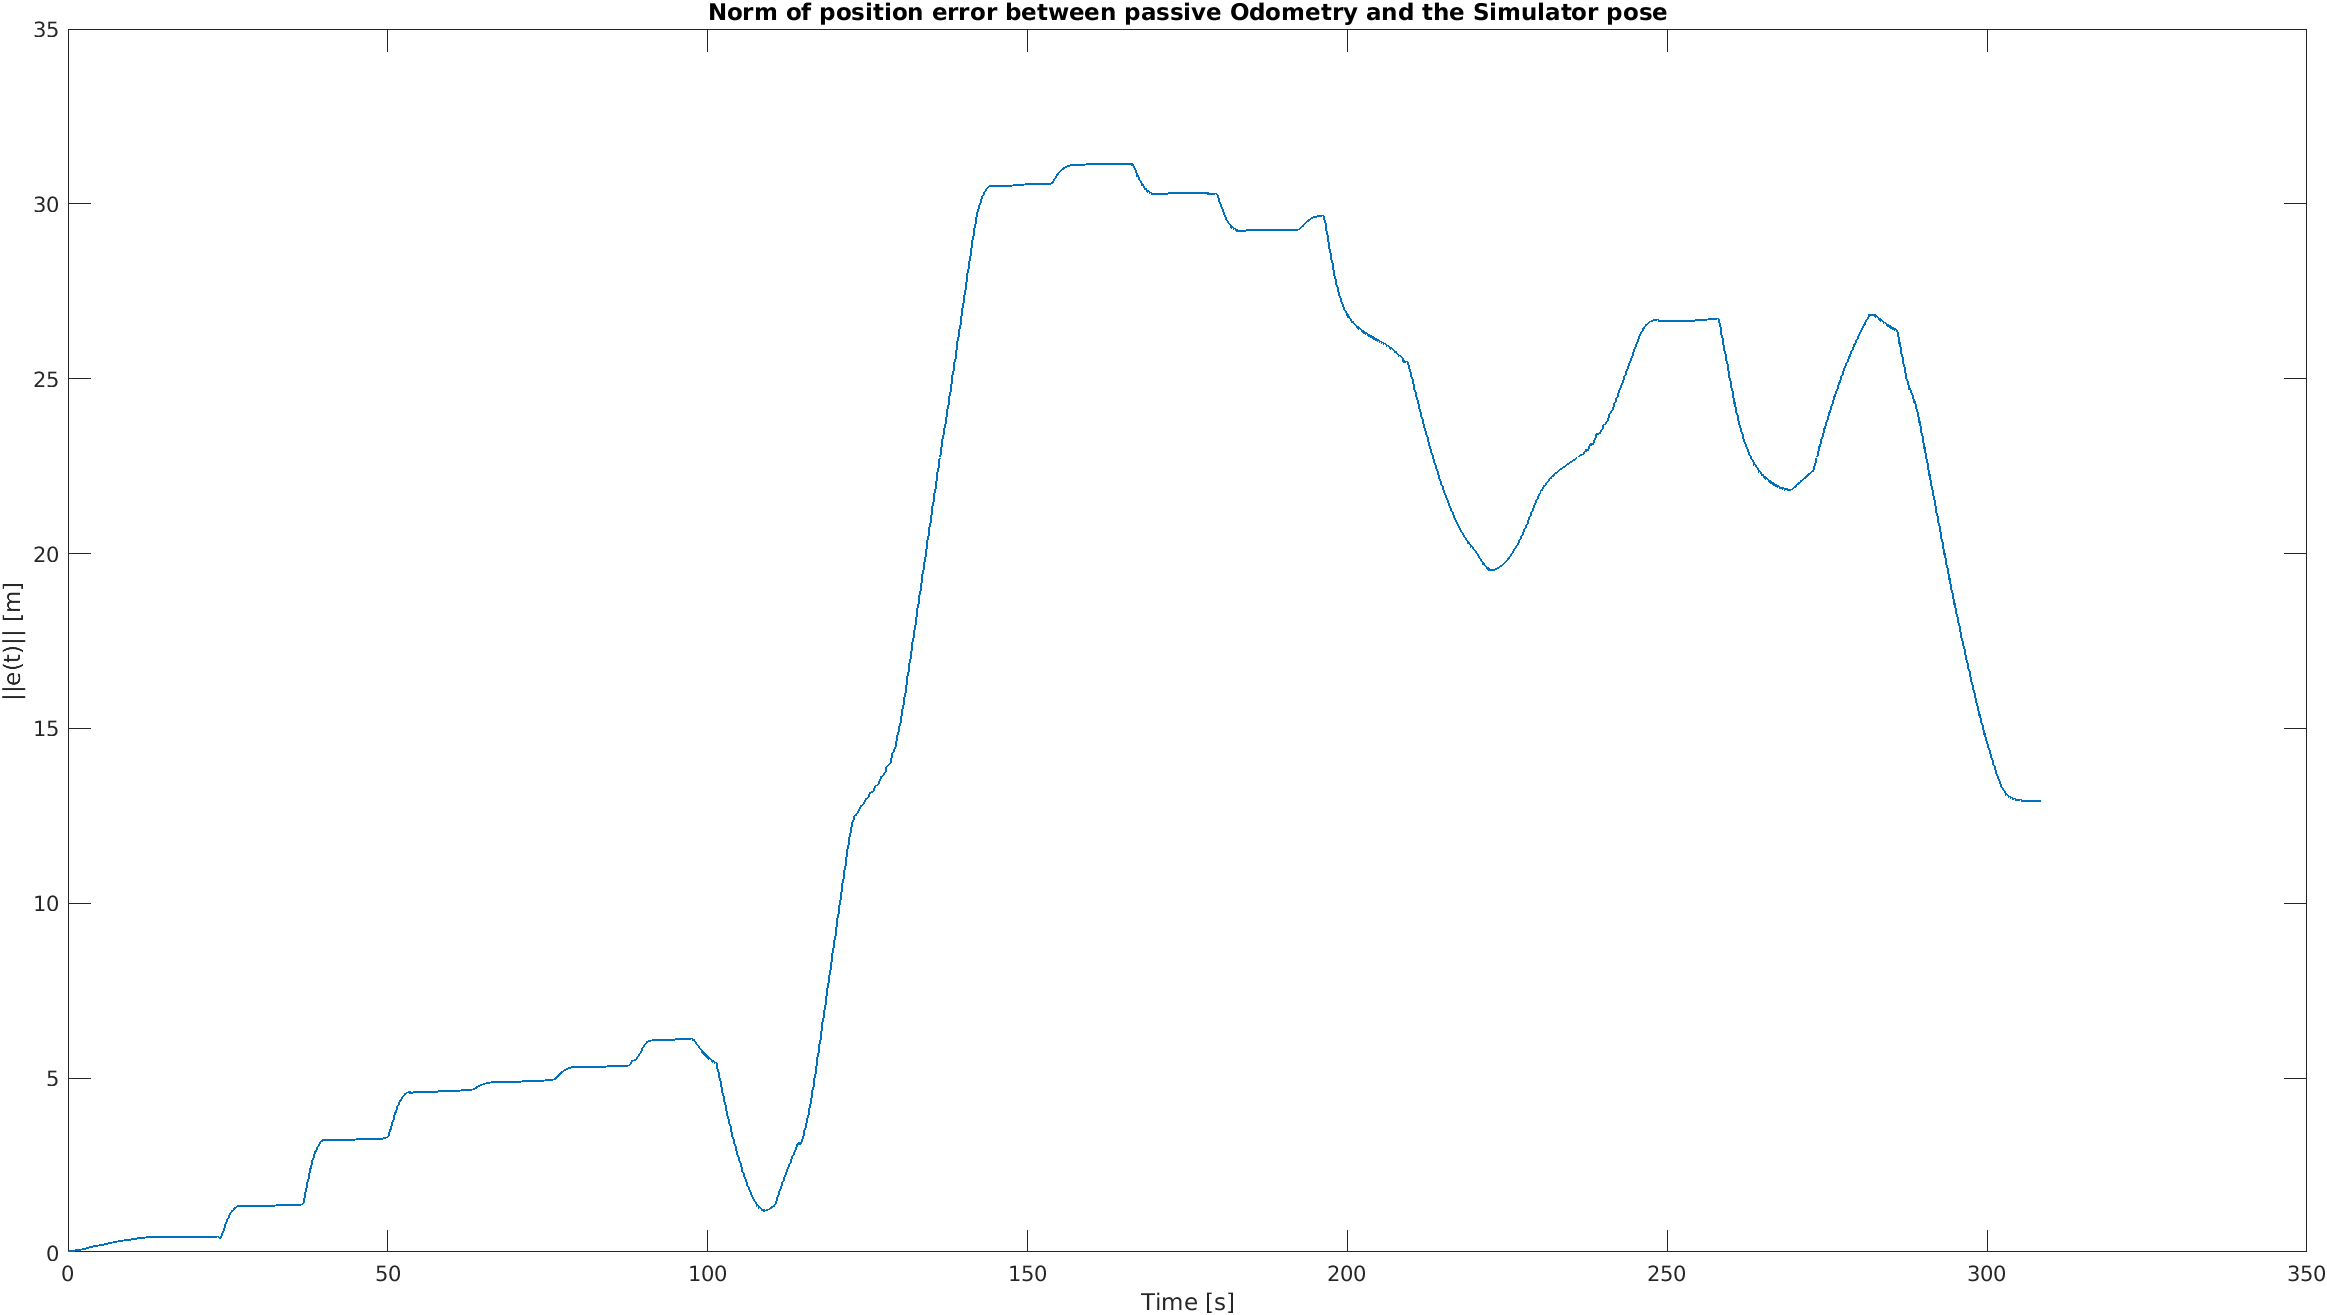 Norm of position error between passive Odometry and the Simulator pose
35
30
25
20
15
10
5
0
||e(t)|| [m]
0 50 100 150 200 250 300 350
Time [s]